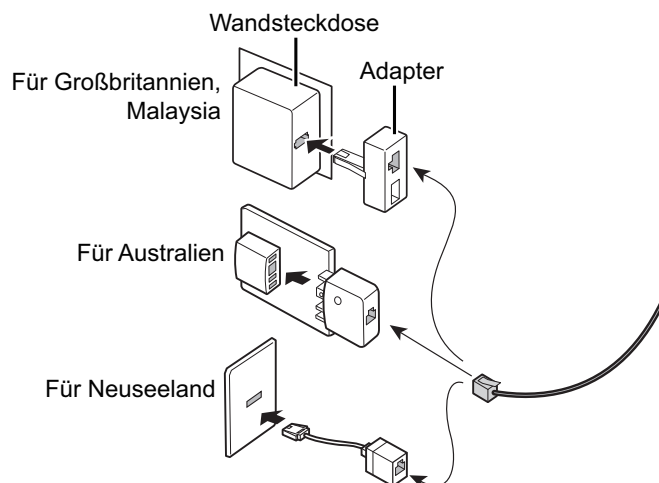 Wandsteckdose
Für Großbritannien,
Malaysia
Adapter
Für Australien
Für Neuseeland